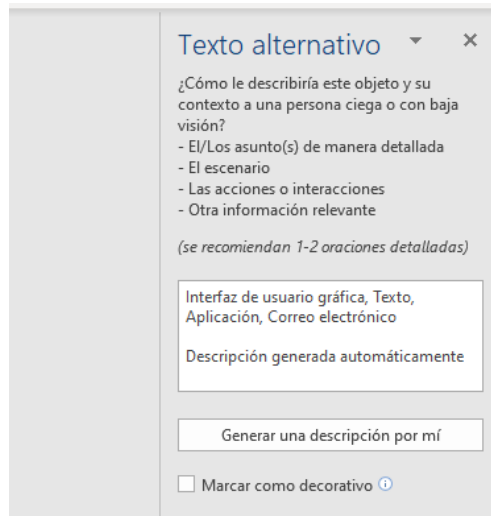 Texto alternativo
¿Cómo le describiría este objeto y su
contexto a una persona ciega o con baja
visión?
- El/Los asunto(s) de manera detallada
- El escenario
- Las acciones o interacciones
- Otra información relevante
(se recomiendan 1-2 oraciones detalladas)
Interfaz de usuario gráfica, Texto,
Aplicación, Correo electrónico
Descripción generada automáticamente
Generar una descripción por mí
Marcar como decorativo